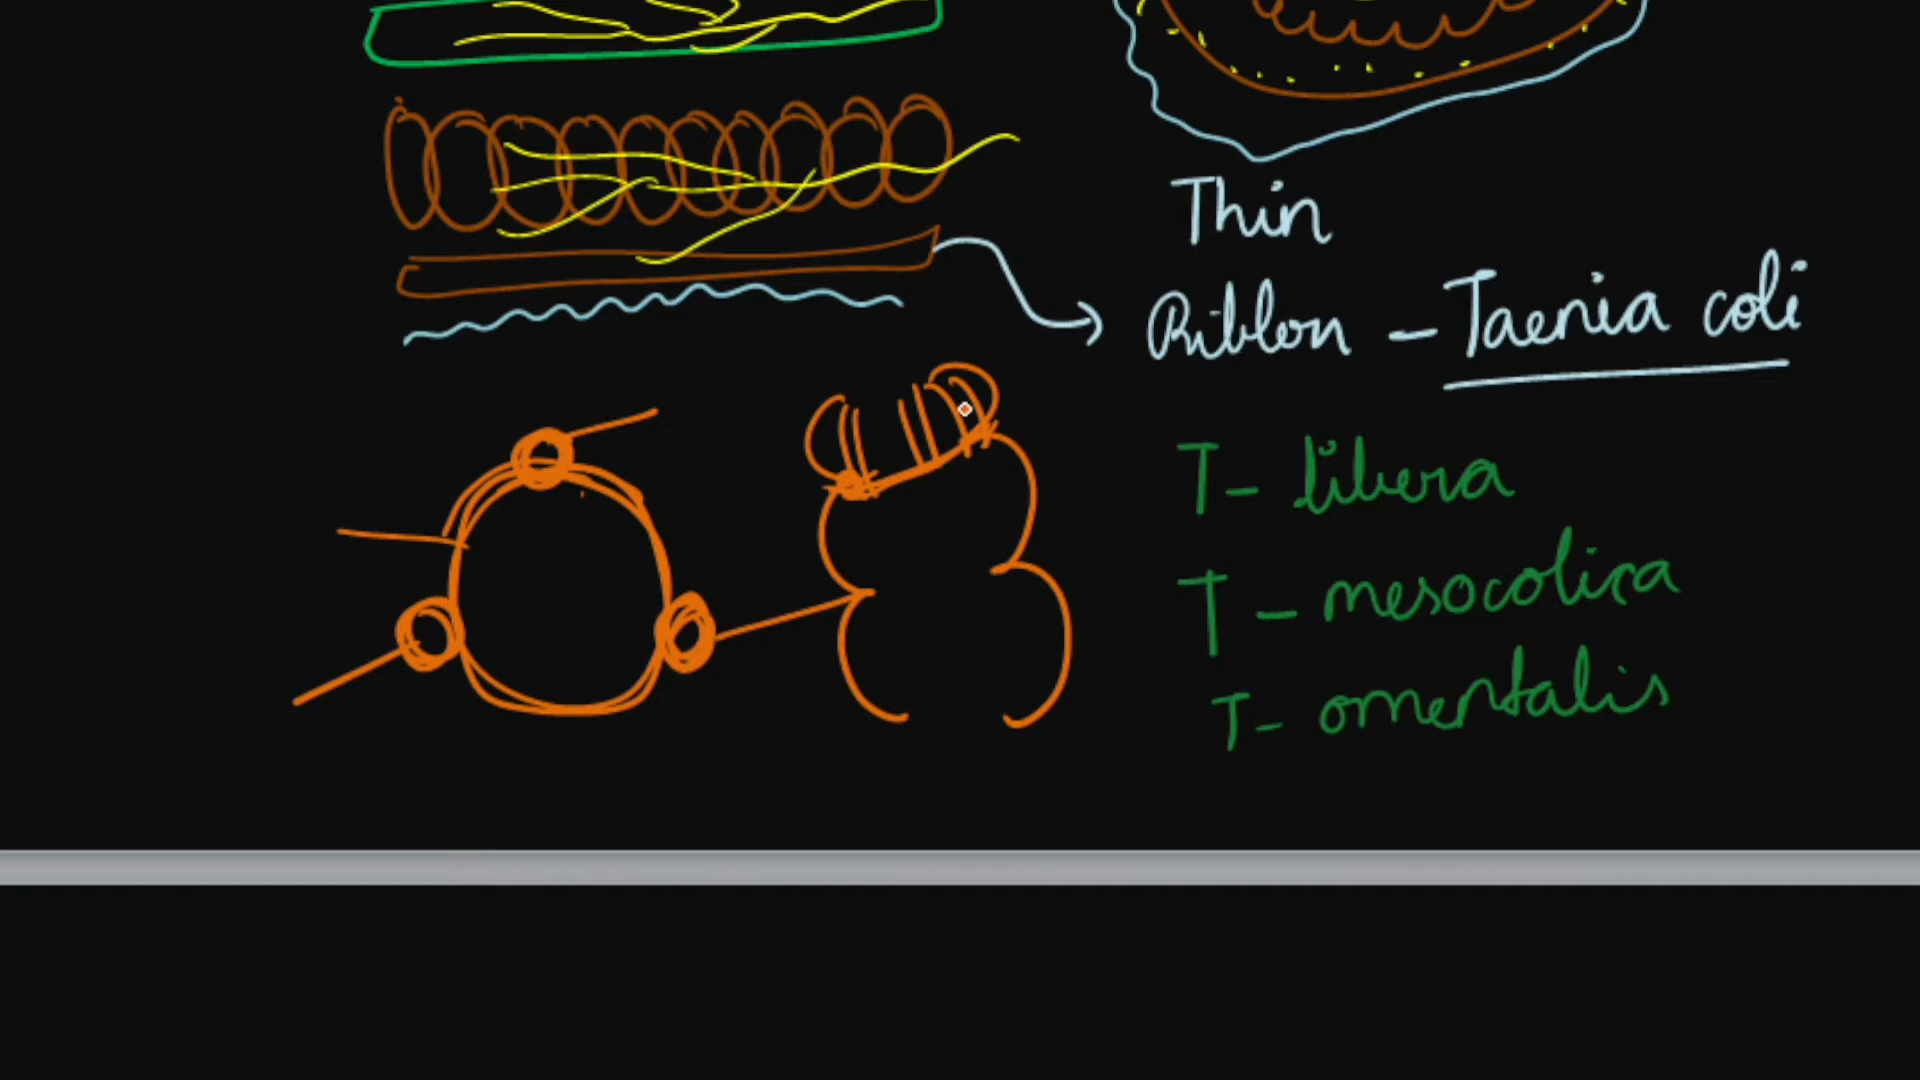 Thin
Ribbon - Taenia coli
T- libera
T- mesocolica
T- omentalis